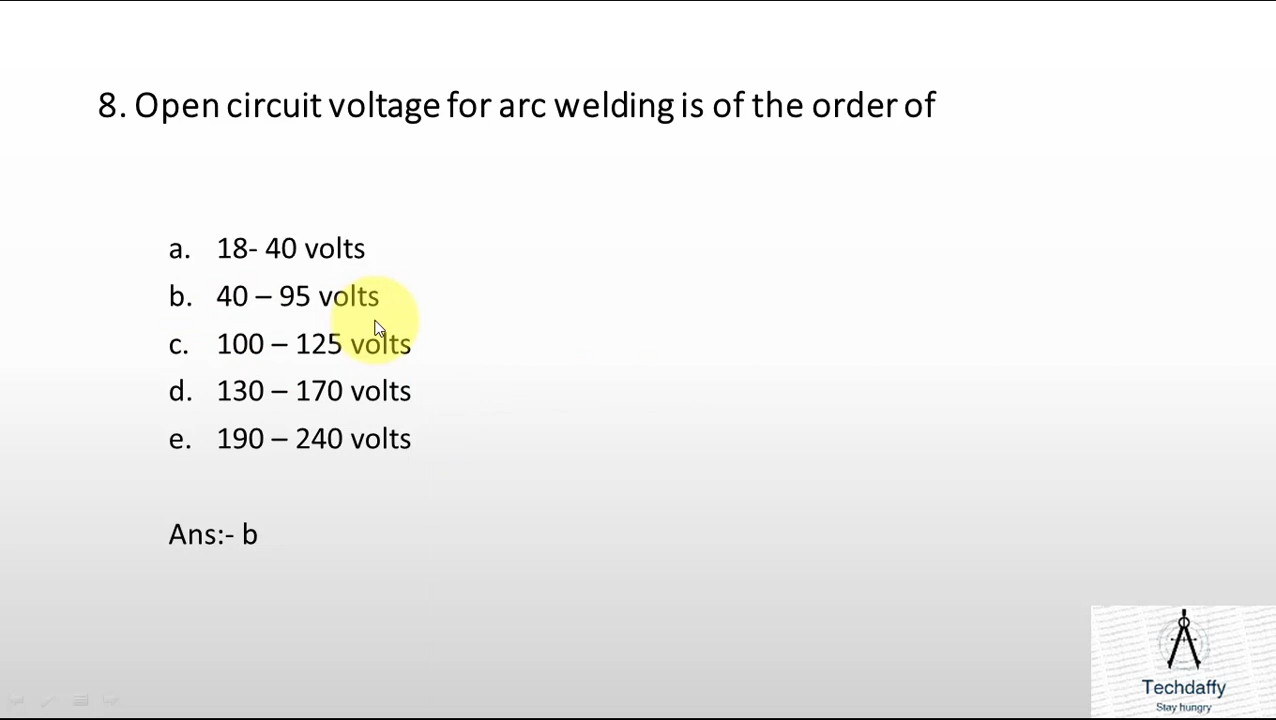 8. Open circuit voltage for arc welding is of the order of
a. 18- 40 volts
b. 40 – 95 volts
c. 100 – 125 volts
d. 130 – 170 volts
e. 190 – 240 volts
Ans:- b
Techdaffy
Stay hungry